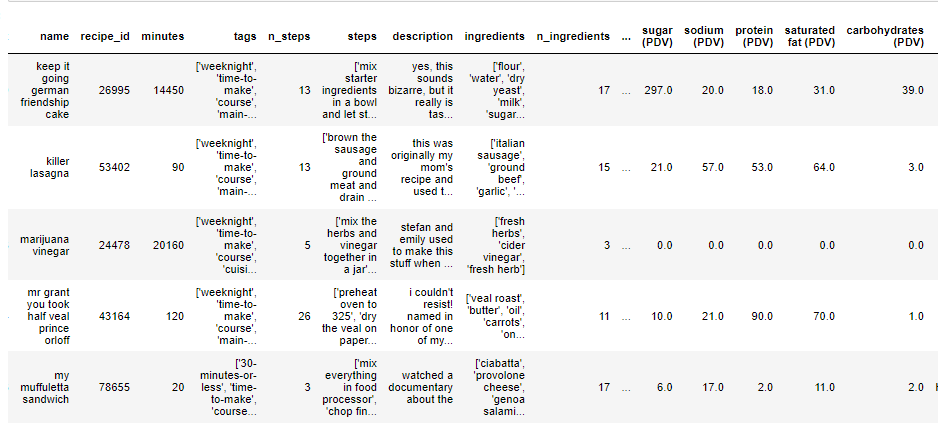 name recipe_id minutes tags n_steps steps description ingredients n_ingredients ... sugar (PDV) sodium (PDV) protein (PDV) saturated fat (PDV) carbohydrates (PDV)
keep it going german friendship cake 26995 14450 ['weeknight', 'time-to-make', 'course', 'main-... 13 ['mix starter ingredients in a bowl and let st... yes, this sounds bizarre, but it really is tas... ['flour', 'water', 'dry yeast', 'milk', 'sugar... 17 ... 297.0 20.0 18.0 31.0 39.0
killer lasagna 53402 90 ['weeknight', 'time-to-make', 'course', 'main-... 13 ['brown the sausage and ground meat and drain ... this was originally my mom's recipe and used t... ['italian sausage', 'ground beef', 'garlic', '... 15 ... 21.0 57.0 53.0 64.0 3.0
marijuana vinegar 24478 20160 ['weeknight', 'time-to-make', 'course', 'cuisi... 5 ['mix the herbs and vinegar together in a jar'... stefan and emily used to make this stuff when ... ['fresh herbs', 'cider vinegar', 'fresh herb'] 3 ... 0.0 0.0 0.0 0.0 0.0
mr grant you took half veal prince orloff 43164 120 ['weeknight', 'time-to-make', 'course', 'main-... 26 ['preheat oven to 325', 'dry the veal on paper... i couldn't resist! named in honor of one of my... ['veal roast', 'butter', 'oil', 'carrots', 'on... 11 ... 10.0 21.0 90.0 70.0 1.0
my muffuletta sandwich 78655 20 ['30-minutes-or-less', 'time-to-make', 'course... 3 ['mix everything in food processor', 'chop fin... watched a documentary about the ['ciabatta', 'provolone cheese', 'genoa salami... 17 ... 6.0 17.0 2.0 11.0 2.0